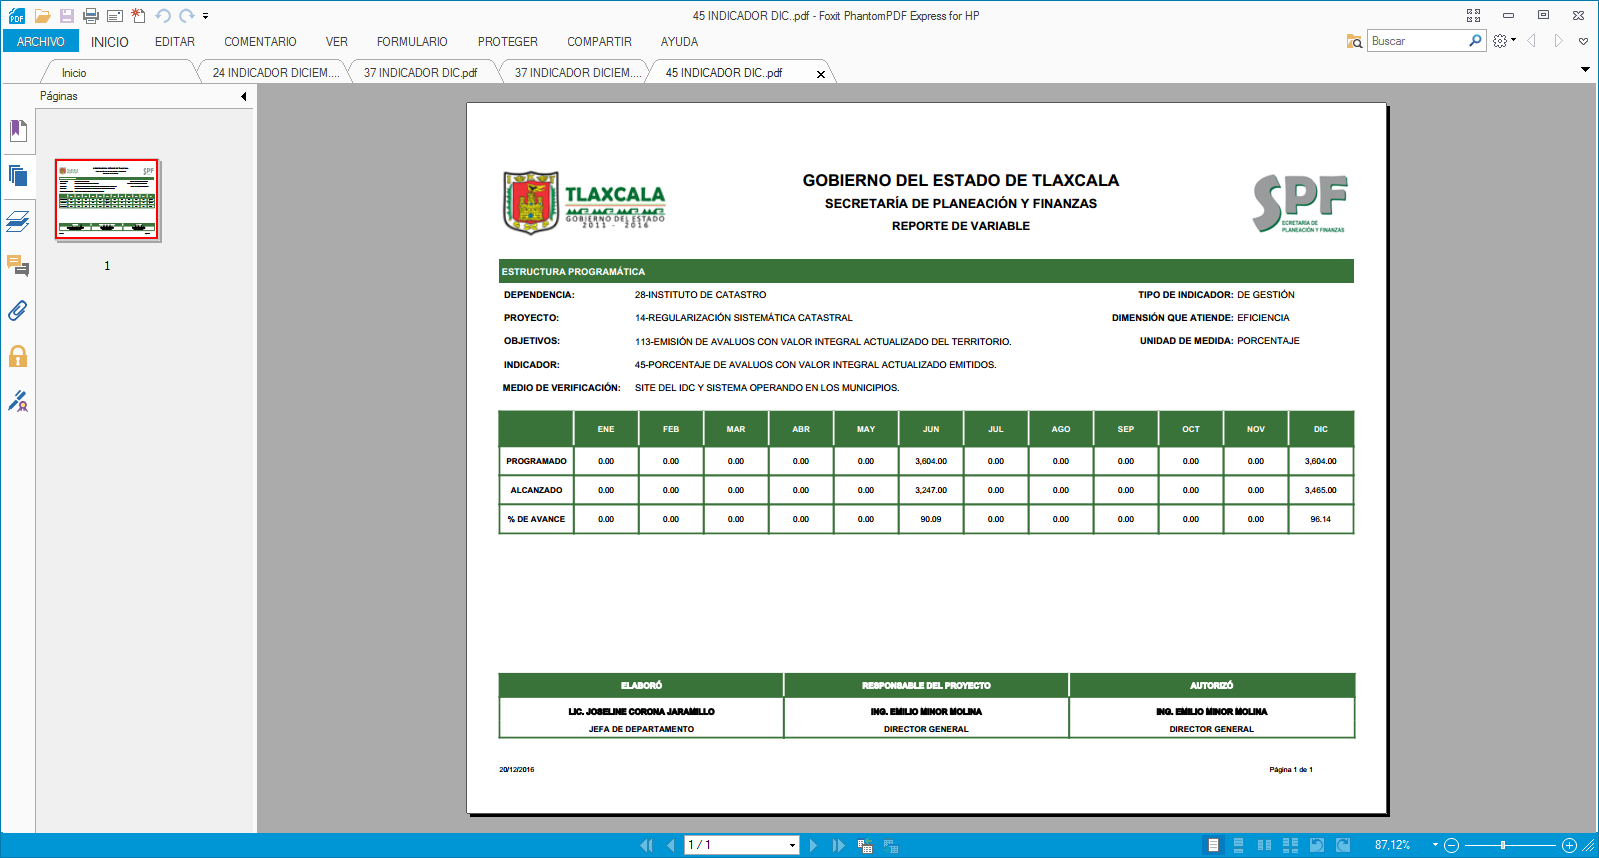 45 INDICADOR DIC..pdf - Foxit PhantomPDF Express for HP
ARCHIVO INICIO EDITAR COMENTARIO VER FORMULARIO PROTEGER COMPARTIR AYUDA Buscar
Inicio 24 INDICADOR DICIEM.... 37 INDICADOR DIC.pdf 37 INDICADOR DICIEM.... 45 INDICADOR DIC..pdf
Páginas
1
TLAXCALA
GOBIERNO DEL ESTADO
2011 - 2016
GOBIERNO DEL ESTADO DE TLAXCALA
SECRETARÍA DE PLANEACIÓN Y FINANZAS
REPORTE DE VARIABLE
SPF
SECRETARÍA DE
PLANEACIÓN Y FINANZAS
ESTRUCTURA PROGRAMÁTICA
DEPENDENCIA: 28-INSTITUTO DE CATASTRO TIPO DE INDICADOR: DE GESTIÓN
PROYECTO: 14-REGULARIZACIÓN SISTEMÁTICA CATASTRAL DIMENSIÓN QUE ATIENDE: EFICIENCIA
OBJETIVOS: 113-EMISIÓN DE AVALUOS CON VALOR INTEGRAL ACTUALIZADO DEL TERRITORIO. UNIDAD DE MEDIDA: PORCENTAJE
INDICADOR: 45-PORCENTAJE DE AVALUOS CON VALOR INTEGRAL ACTUALIZADO EMITIDOS.
MEDIO DE VERIFICACIÓN: SITE DEL IDC Y SISTEMA OPERANDO EN LOS MUNICIPIOS.
ENE FEB MAR ABR MAY JUN JUL AGO SEP OCT NOV DIC
PROGRAMADO 0.00 0.00 0.00 0.00 0.00 3,604.00 0.00 0.00 0.00 0.00 0.00 3,604.00
ALCANZADO 0.00 0.00 0.00 0.00 0.00 3,247.00 0.00 0.00 0.00 0.00 0.00 3,465.00
% DE AVANCE 0.00 0.00 0.00 0.00 0.00 90.09 0.00 0.00 0.00 0.00 0.00 96.14
ELABORÓ RESPONSABLE DEL PROYECTO AUTORIZÓ
LIC. JOSELINE CORONA JARAMILLO ING. EMILIO MINOR MOLINA ING. EMILIO MINOR MOLINA
JEFA DE DEPARTAMENTO DIRECTOR GENERAL DIRECTOR GENERAL
20/12/2016 Página 1 de 1
1 / 1 87,12%